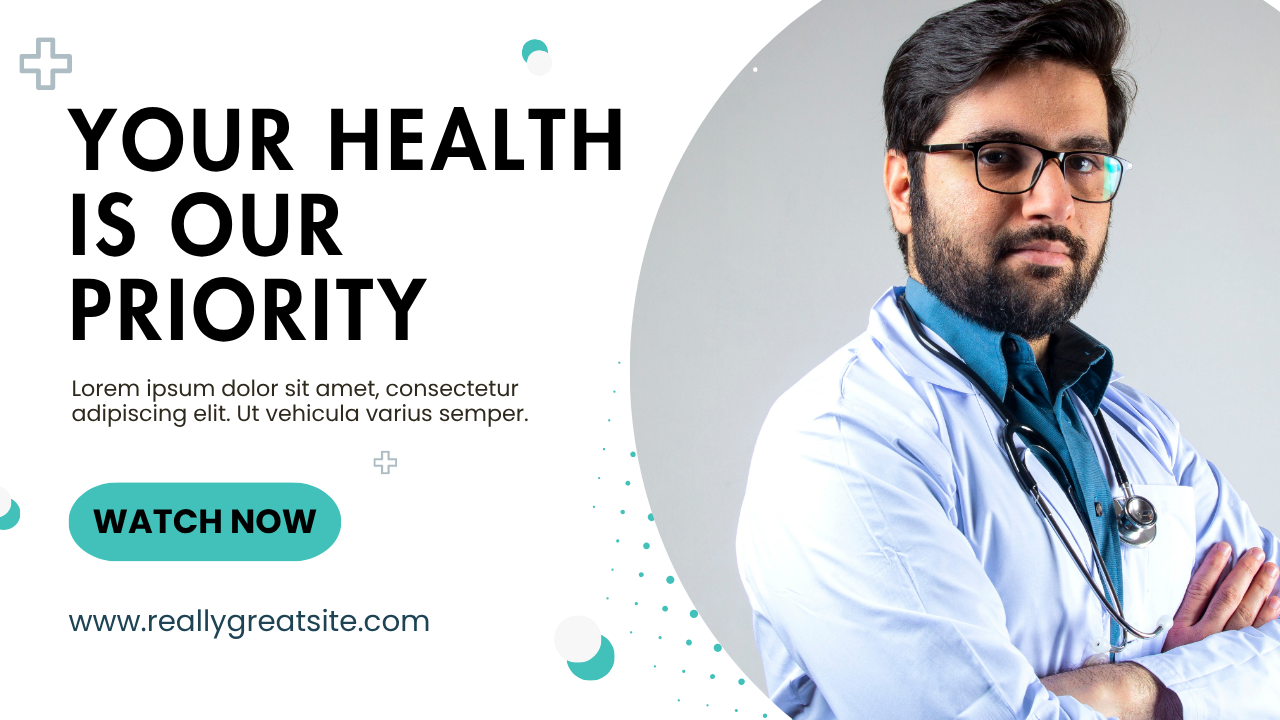 YOUR HEALTH
IS OUR
PRIORITY
Lorem ipsum dolor sit amet, consectetur
adipiscing elit. Ut vehicula varius semper.
WATCH NOW
www.reallygreatsite.com